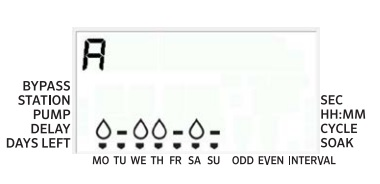 A
BYPASS
STATION
PUMP
DELAY
DAYS LEFT
SEC
HH:MM
CYCLE
SOAK
MO TU WE TH FR SA SU ODD EVEN INTERVAL